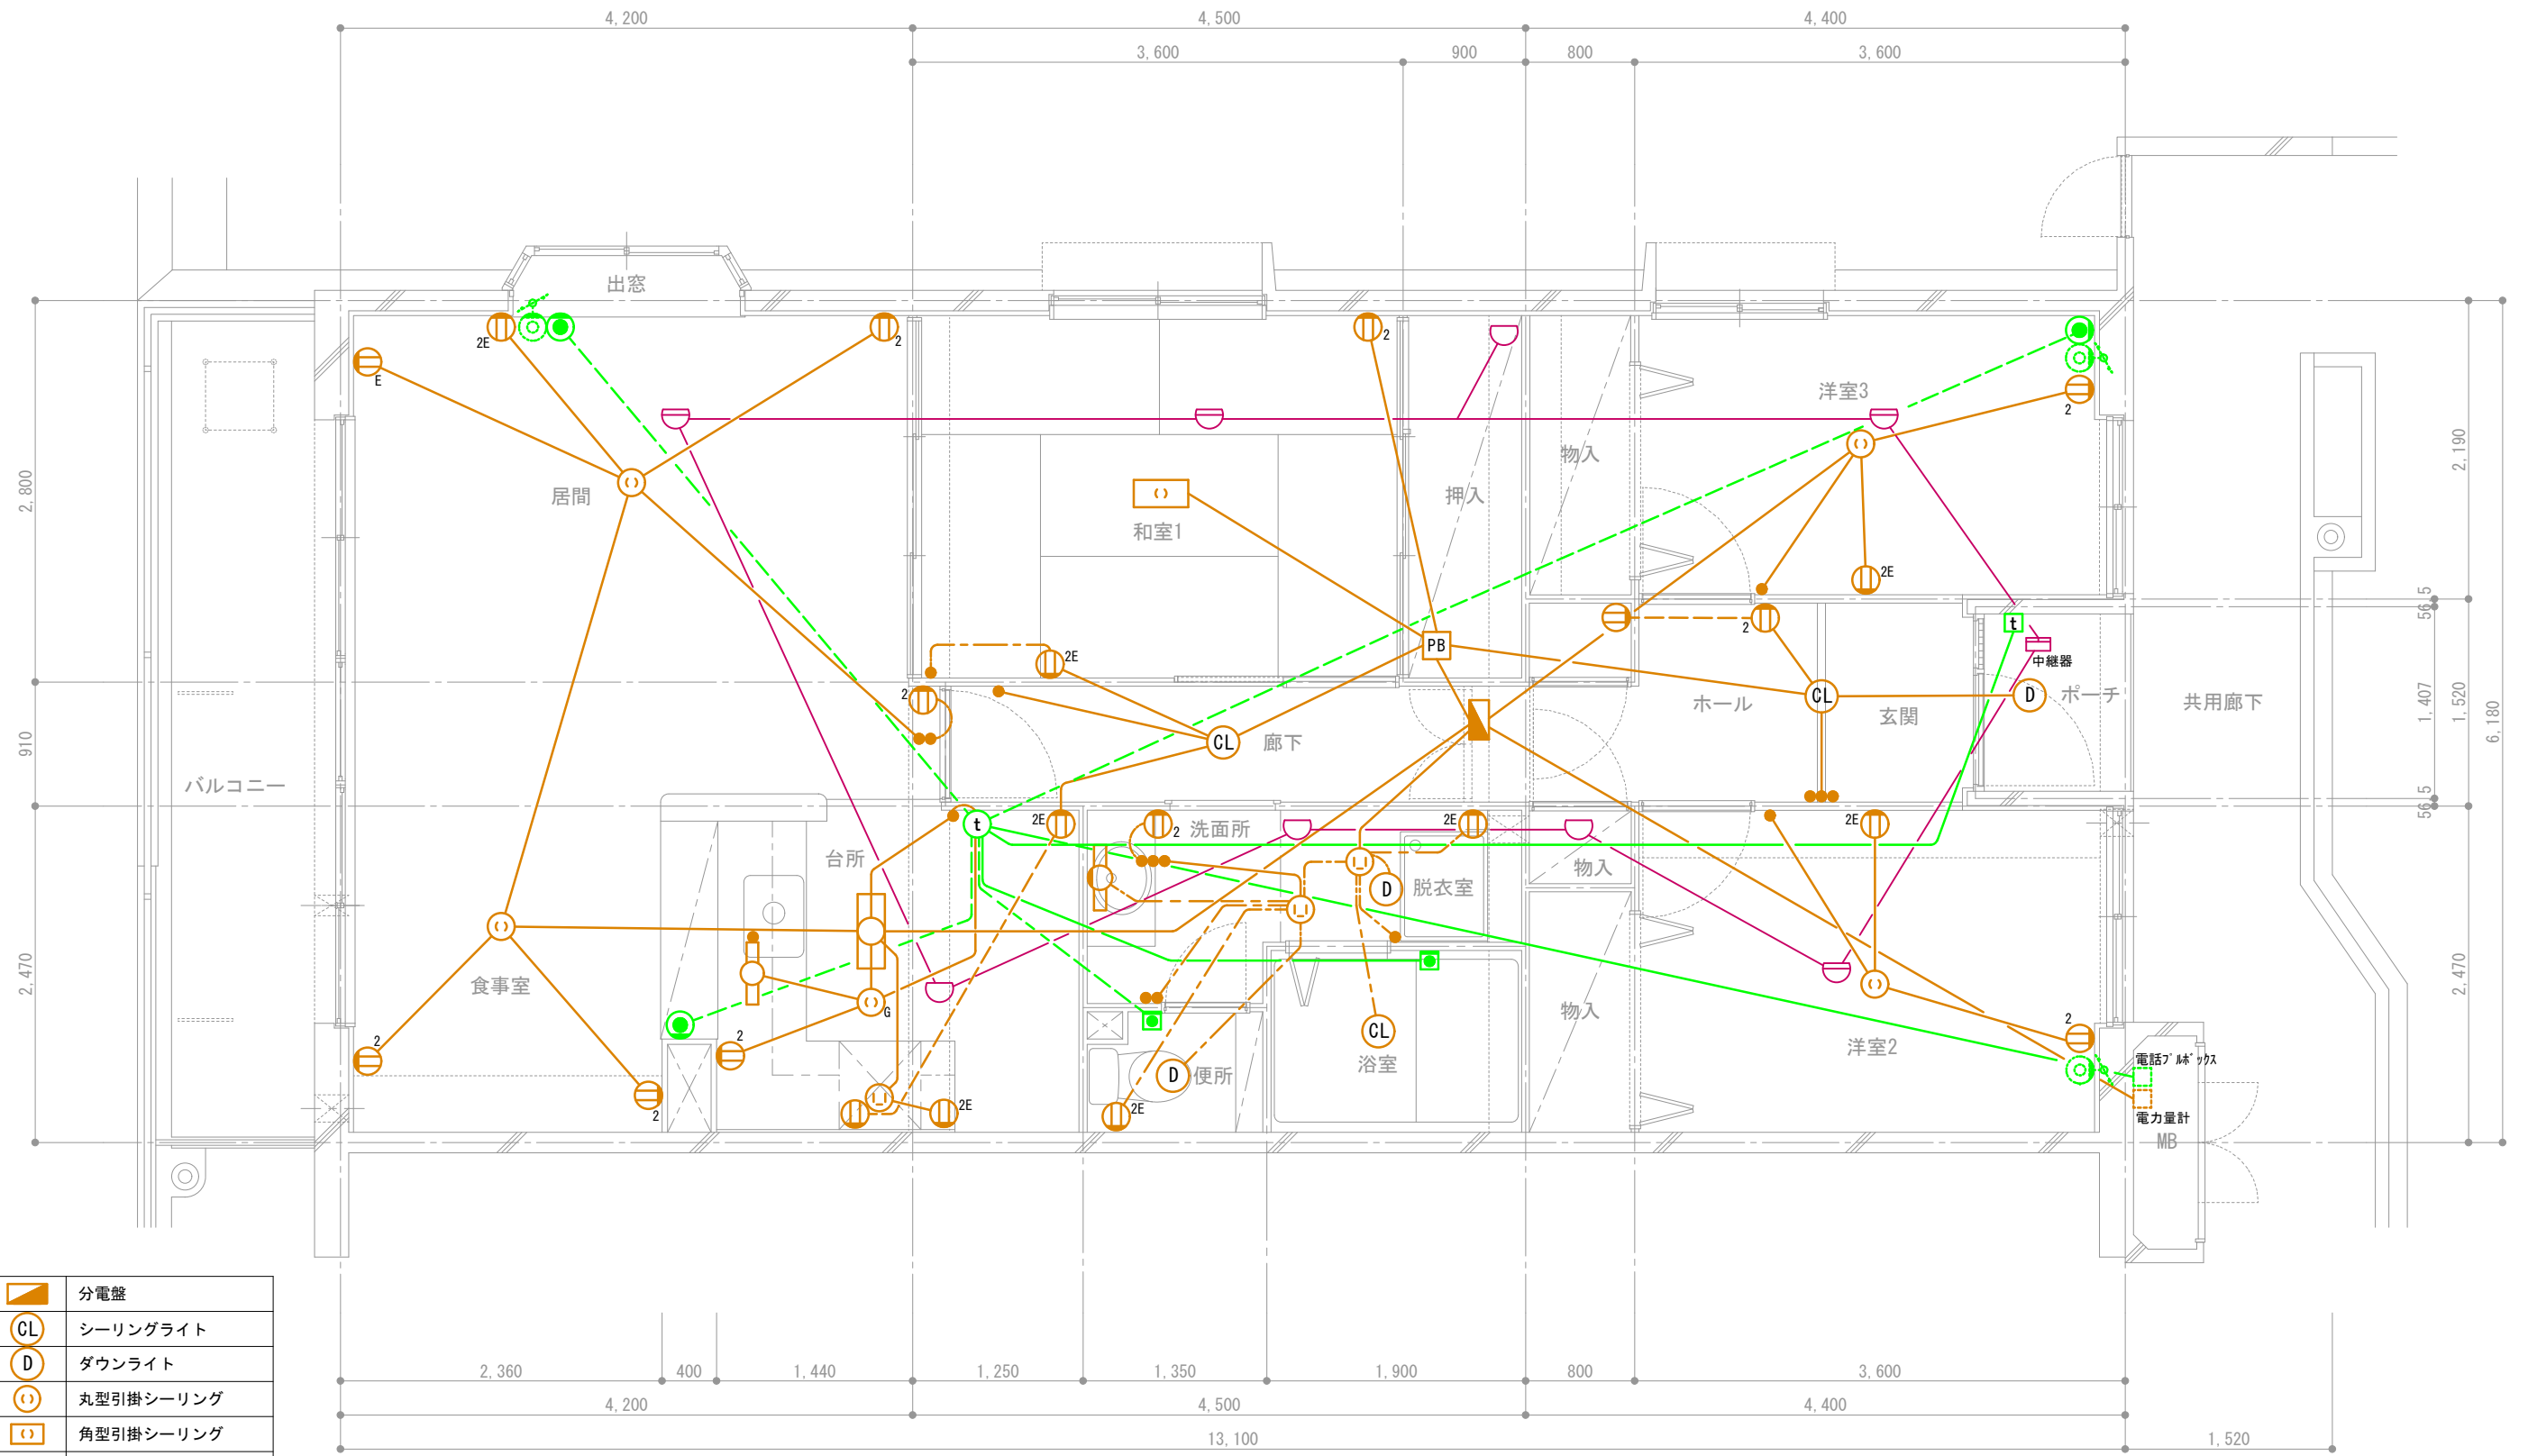 4,200
4,500
4,400
3,600
900
800
3,600
出窓
2E
2
2
E
洋室3
2
居間
和室1
押入
物入
2E
2,800
2,190
56.5
2E
2
t
PB
中継器
2
CL
CL
D
ホール
玄関
ポーチ
共用廊下
廊下
910
1,407
1,520
6,180
バルコニー
56.5
t
2E
2
洗面所
2E
2E
台所
物入
D
脱衣室
食事室
G
2,470
2,470
物入
CL
浴室
洋室2
2
2
2
2
D
便所
2E
2E
電話プルボックス
電力量計
MB
分電盤
CL
シーリングライト
D
ダウンライト
丸型引掛シーリング
角型引掛シーリング
2,360
400
1,440
1,250
1,350
1,900
800
3,600
4,200
4,500
4,400
13,100
1,520